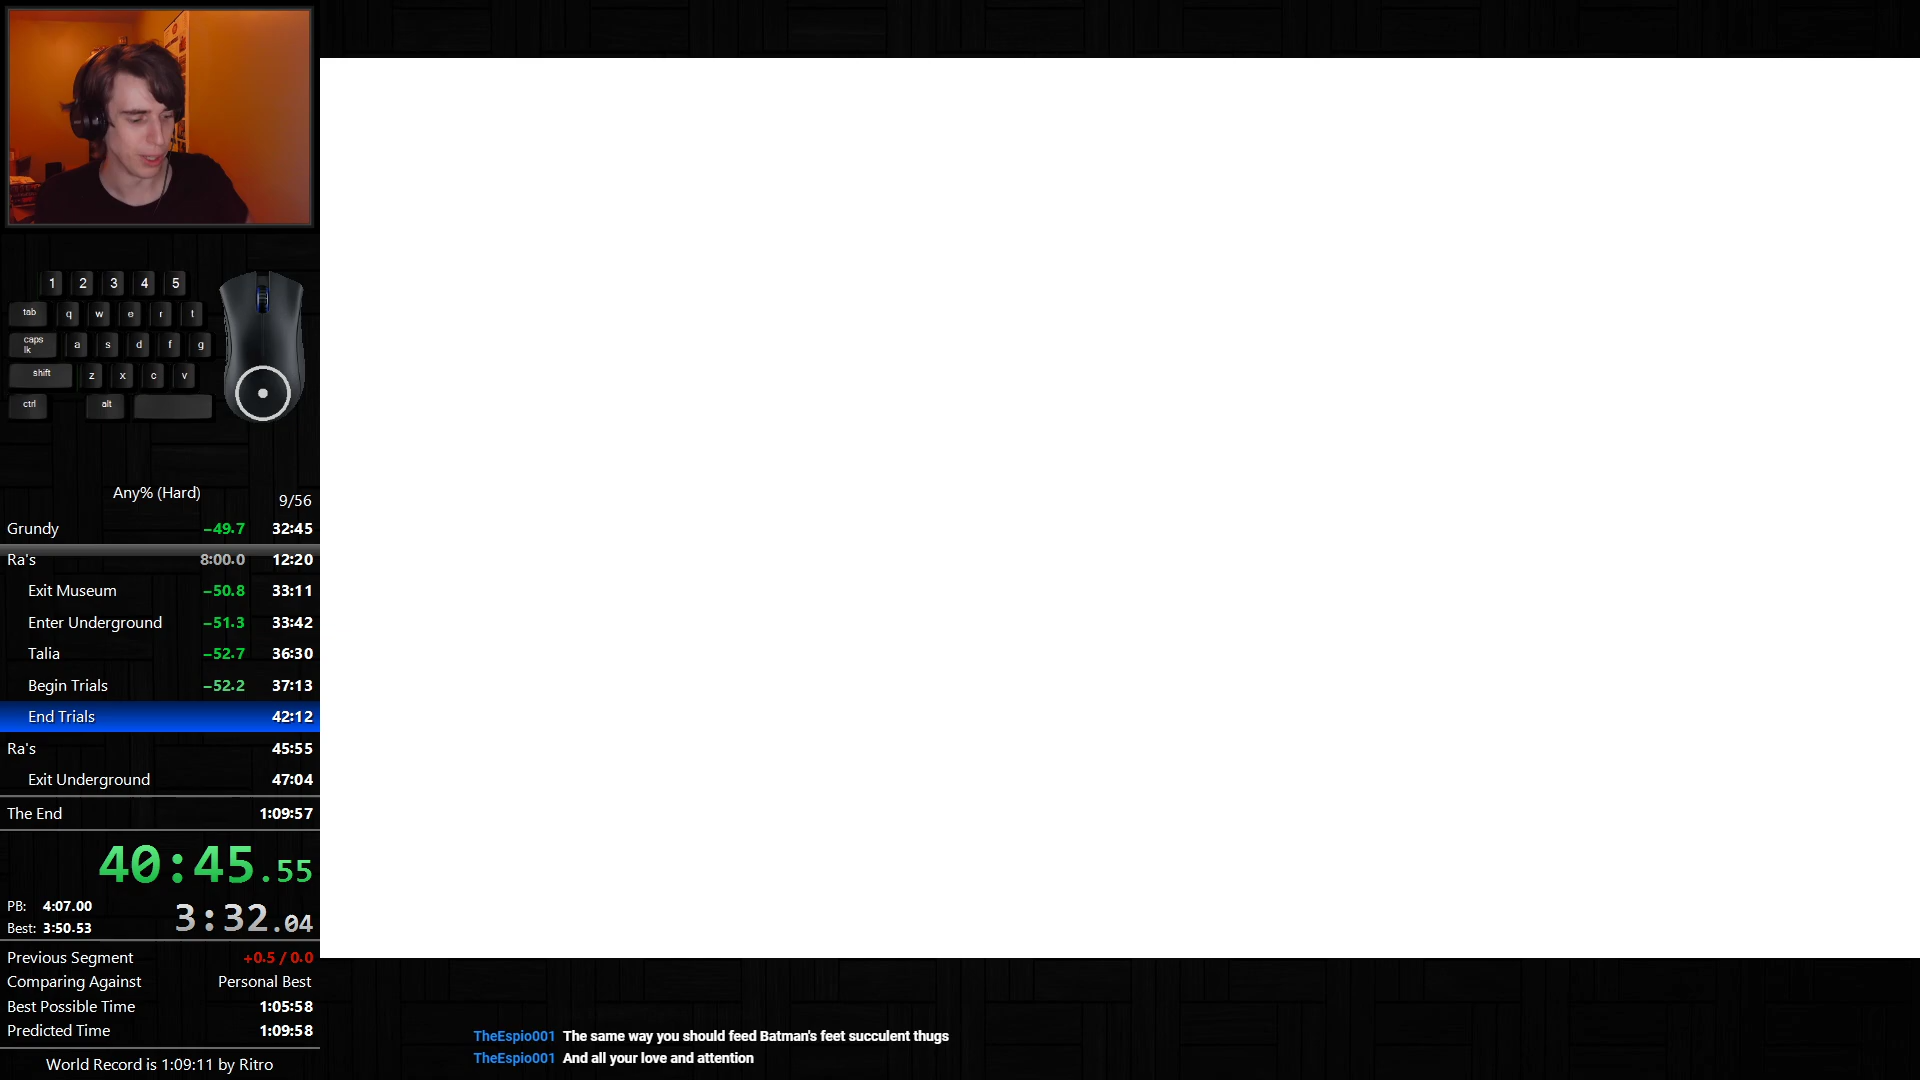 1 2 3 4 5
tab q w e r t
caps lk a s d f g
shift z x c v
ctrl alt
Any% (Hard)
9/56
Grundy −49.7 32:45
Ra's 8:00.0 12:20
Exit Museum −50.8 33:11
Enter Underground −51.3 33:42
Talia −52.7 36:30
Begin Trials −52.2 37:13
End Trials 42:12
Ra's 45:55
Exit Underground 47:04
The End 1:09:57
40:45.55
PB: 4:07.00
3:32.04
Best: 3:50.53
Previous Segment +0.5 / 0.0
Comparing Against Personal Best
Best Possible Time 1:05:58
Predicted Time 1:09:58
World Record is 1:09:11 by Ritro
TheEspio001 The same way you should feed Batman's feet succulent thugs
TheEspio001 And all your love and attention